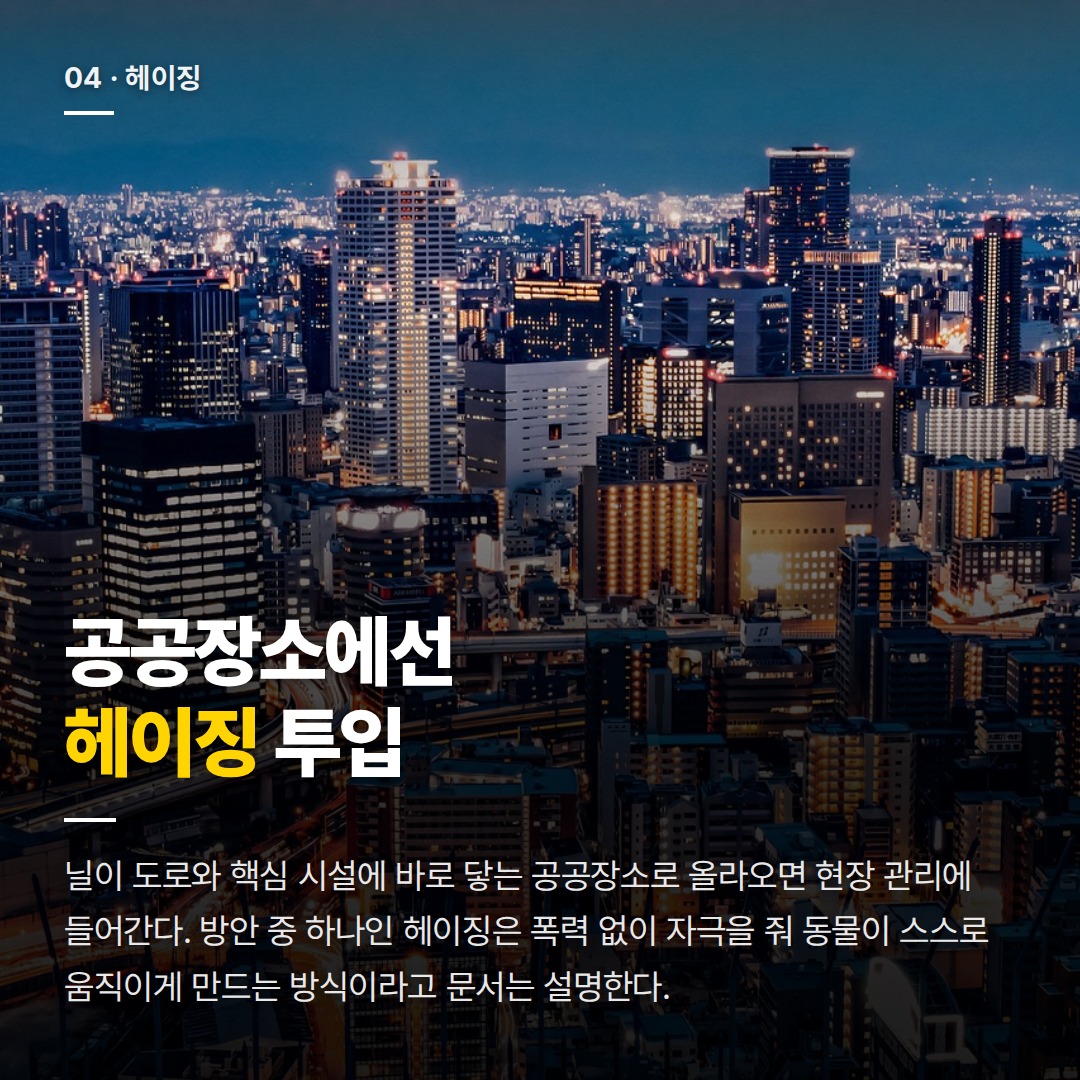 04 · 헤이징
공공장소에선
헤이징 투입
닐이 도로와 핵심 시설에 바로 닿는 공공장소로 올라오면 현장 관리에
들어간다. 방안 중 하나인 헤이징은 폭력 없이 자극을 줘 동물이 스스로
움직이게 만드는 방식이라고 문서는 설명한다.